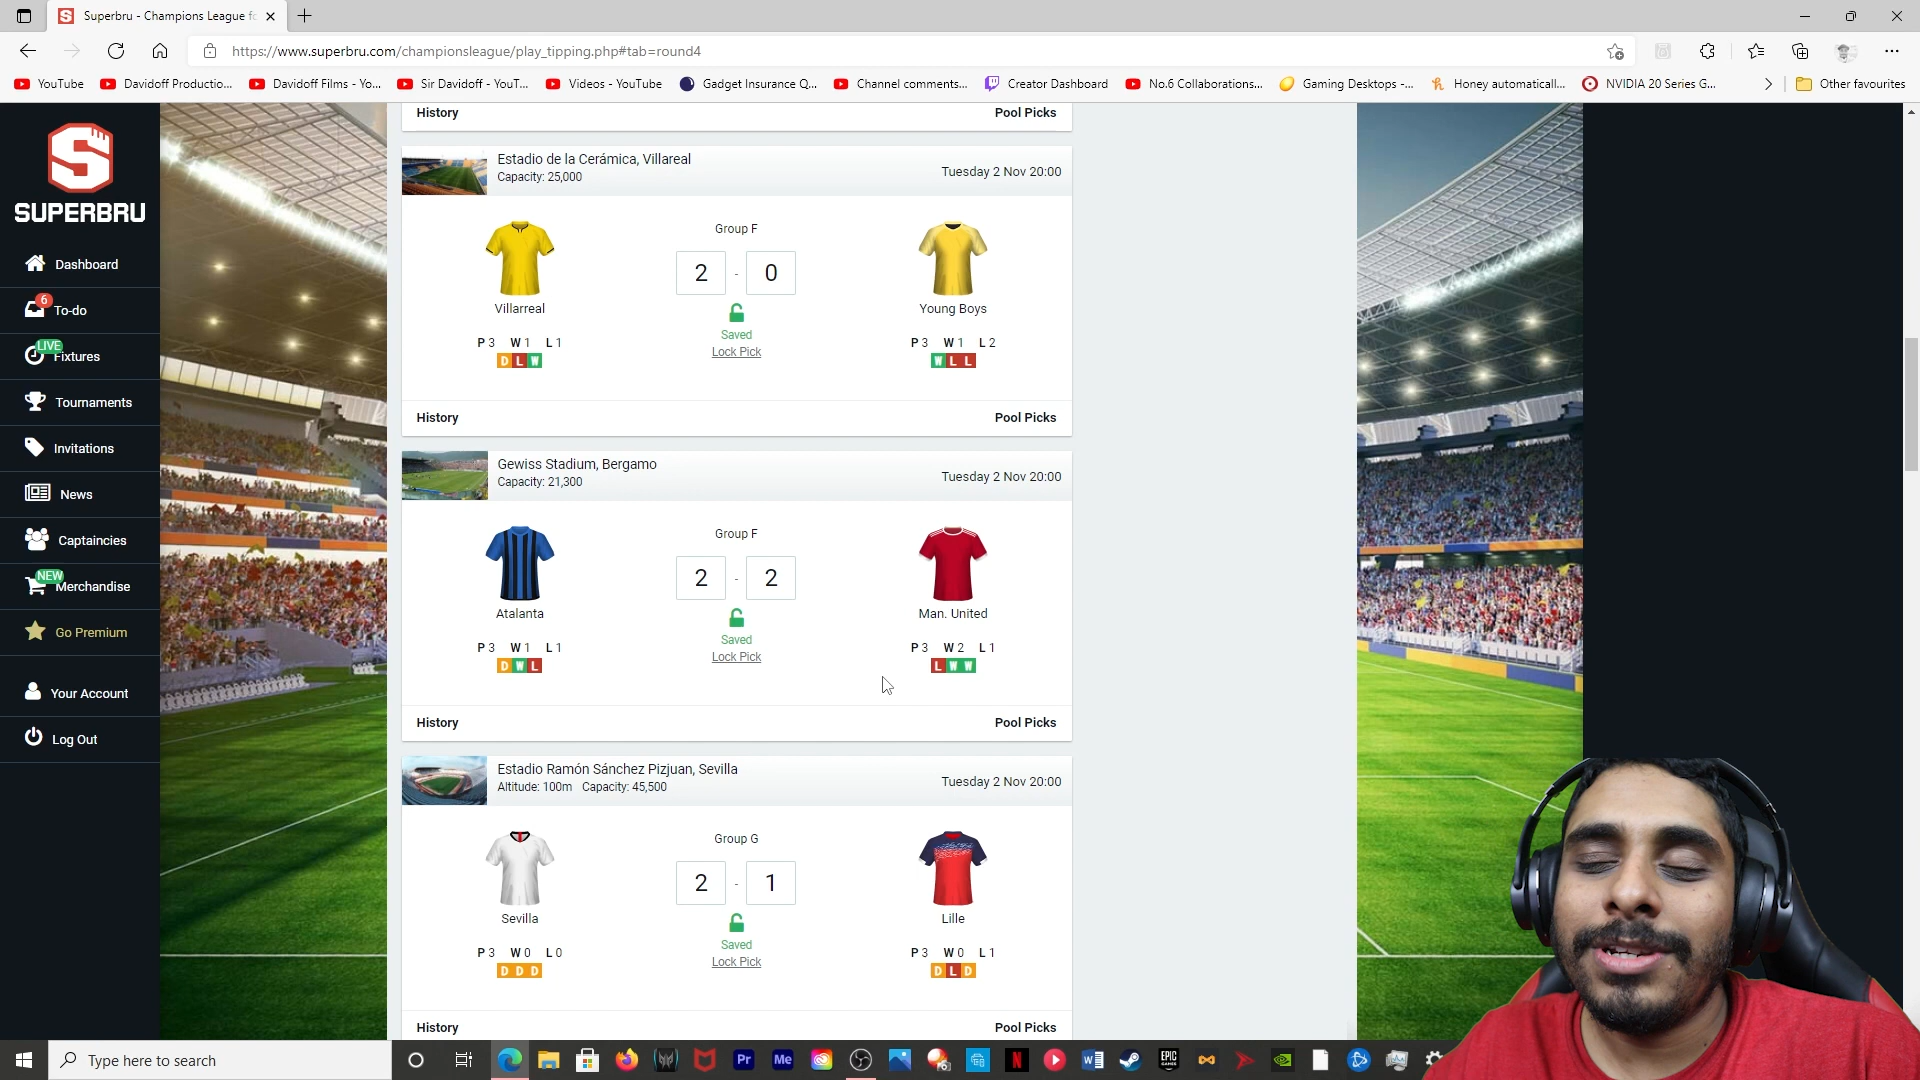 Superbru - Champions League fo
https://www.superbru.com/championsleague/play_tipping.php#tab=round4
YouTube
Davidoff Productio...
Davidoff Films - Yo...
Sir Davidoff - YouT...
Videos - YouTube
Gadget Insurance Q...
Channel comments...
Creator Dashboard
No.6 Collaborations...
Gaming Desktops -...
Honey automaticall...
NVIDIA 20 Series G...
Other favourites
SUPERBRU
Dashboard
6
To-do
LIVE
Fixtures
Tournaments
Invitations
News
Captaincies
NEW
Merchandise
Go Premium
Your Account
Log Out
History Pool Picks
Estadio de la Cerámica, Villareal
Capacity: 25,000
Tuesday 2 Nov 20:00
Group F
2 - 0
Villarreal
Young Boys
Saved
Lock Pick
P 3 W 1 L 1
D L W
P 3 W 1 L 2
W L L
History Pool Picks
Gewiss Stadium, Bergamo
Capacity: 21,300
Tuesday 2 Nov 20:00
Group F
2 - 2
Atalanta
Man. United
Saved
Lock Pick
P 3 W 1 L 1
D W L
P 3 W 2 L 1
L W W
History Pool Picks
Estadio Ramón Sánchez Pizjuan, Sevilla
Altitude: 100m Capacity: 45,500
Tuesday 2 Nov 20:00
Group G
2 - 1
Sevilla
Lille
Saved
Lock Pick
P 3 W 0 L 0
D D D
P 3 W 0 L 1
D L D
History Pool Picks
Type here to search
Pr
Me
EPIC
GAMES